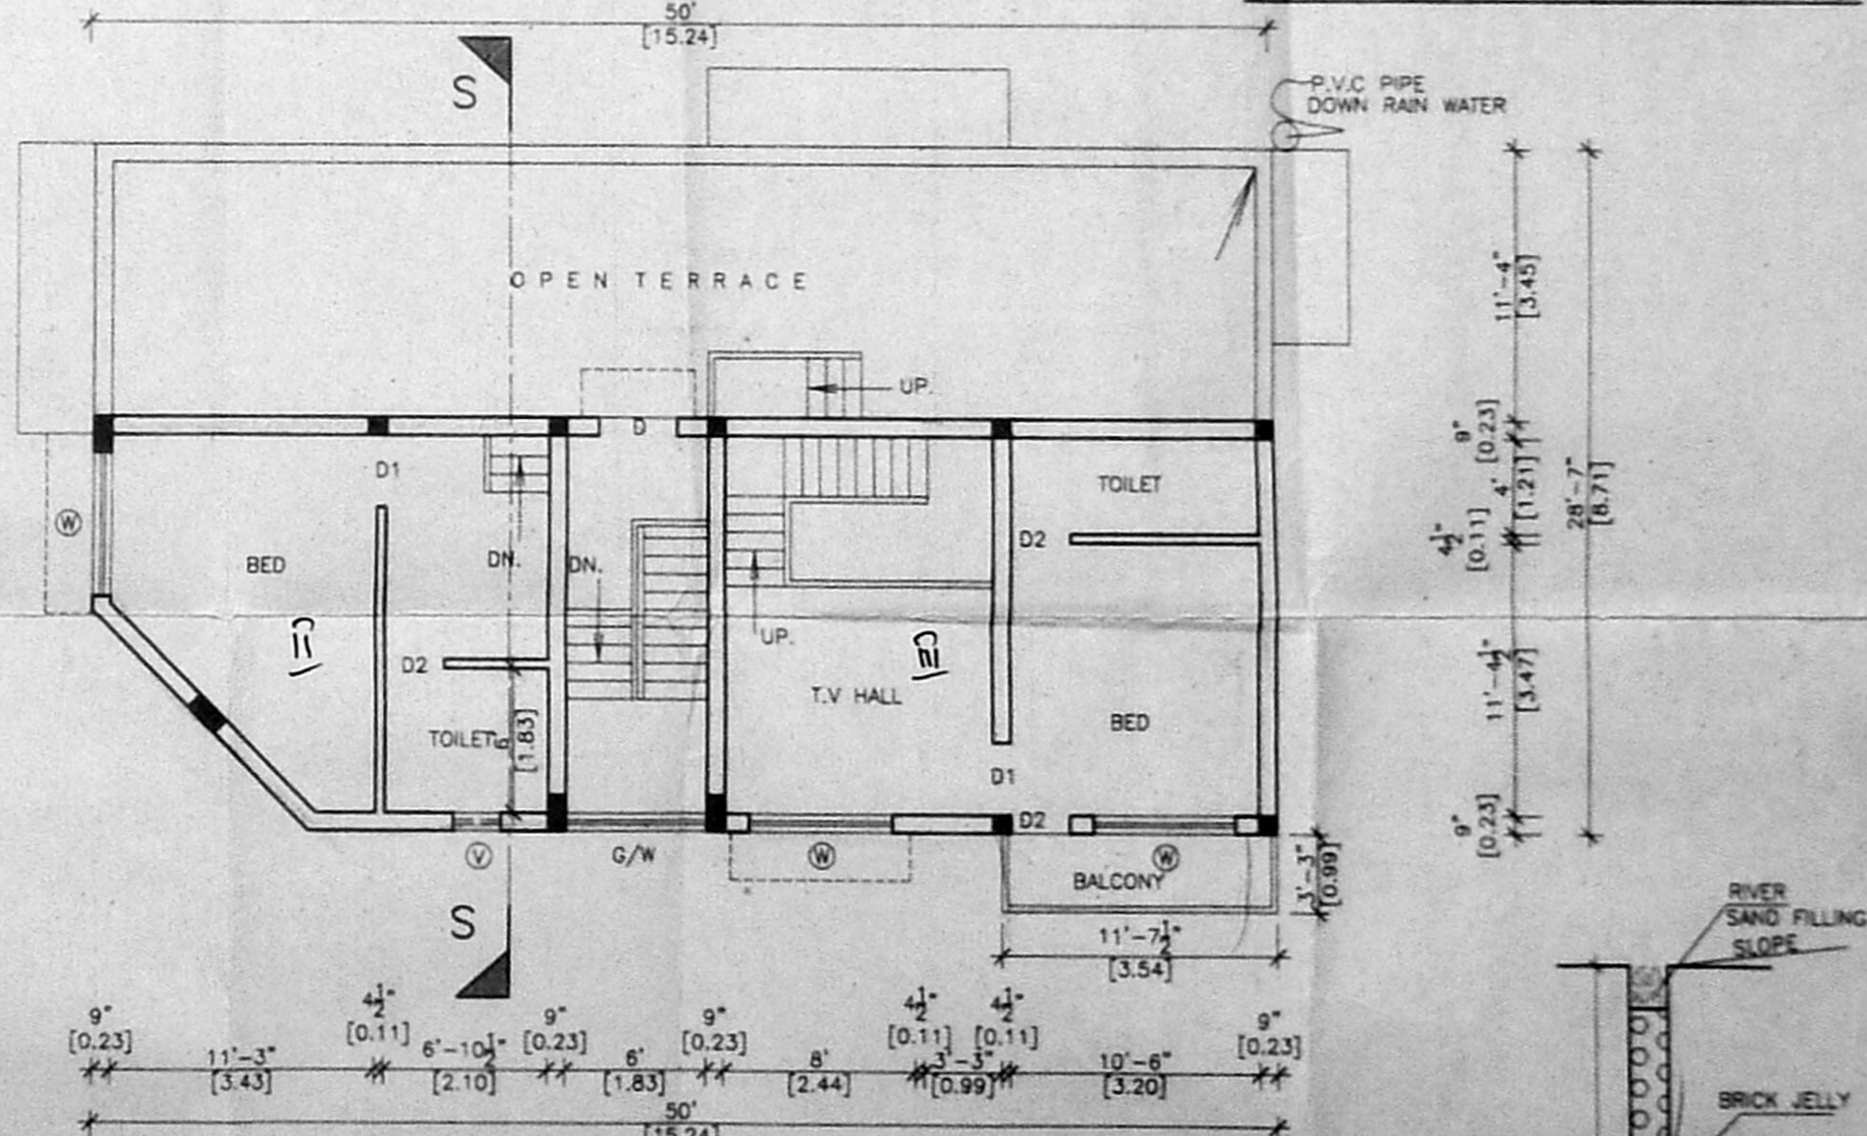 50'
[15.24]
S
P.V.C PIPE
DOWN RAIN WATER
OPEN TERRACE
11'-4"
[3.45]
UP.
D
9"
[0.23]
D1
TOILET
4'
[1.21]
28'-7"
[8.71]
W
D2
4½"
[0.11]
BED
DN.
DN.
UP.
D2
T.V HALL
BED
11'-4½"
[3.47]
TOILET
6'
[1.83]
D1
D2
9"
[0.23]
V
G/W
W
W
BALCONY
3'-3"
[0.99]
S
RIVER
SAND FILLING
SLOPE
11'-7½"
[3.54]
9"
[0.23]
4½"
[0.11]
9"
[0.23]
9"
[0.23]
4½"
[0.11]
4½"
[0.11]
9"
[0.23]
11'-3"
[3.43]
6'-10½"
[2.10]
6'
[1.83]
8'
[2.44]
3'-3"
[0.99]
10'-6"
[3.20]
50'
[15.24]
BRICK JELLY